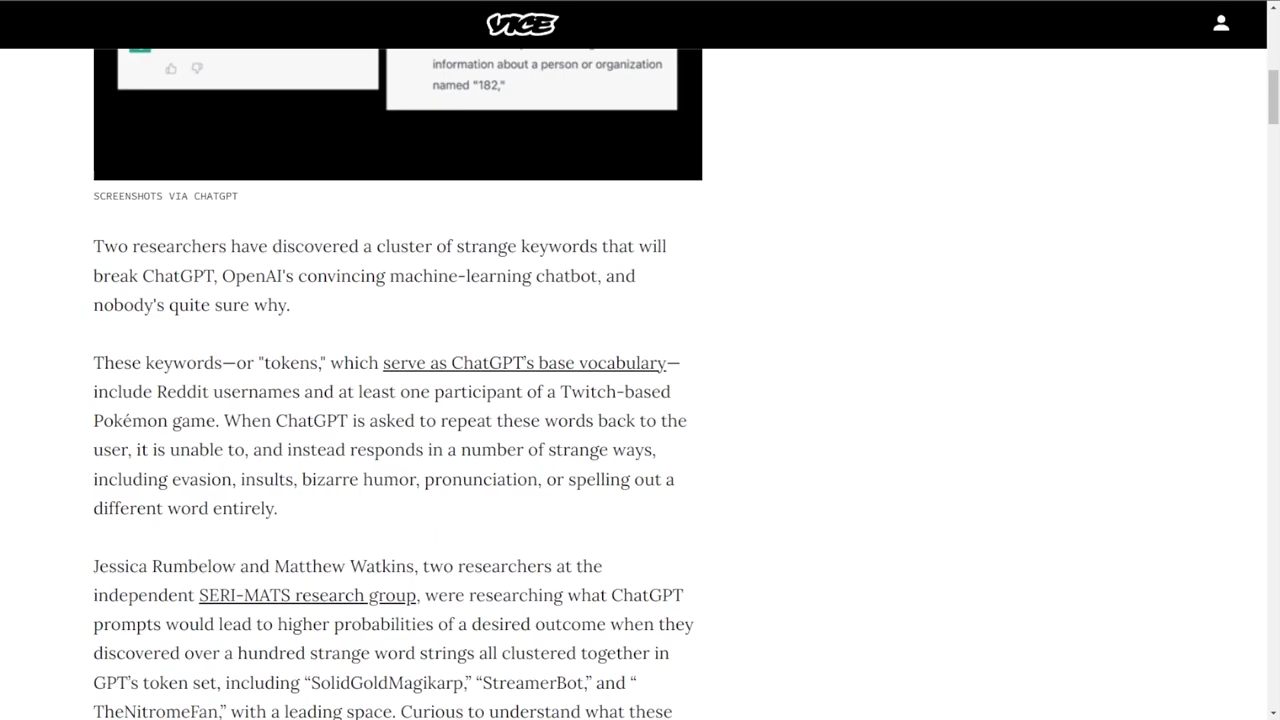 VICE
information about a person or organization
named "182,"
SCREENSHOTS VIA CHATGPT
Two researchers have discovered a cluster of strange keywords that will
break ChatGPT, OpenAI's convincing machine-learning chatbot, and
nobody's quite sure why.
These keywords—or "tokens," which serve as ChatGPT’s base vocabulary—
include Reddit usernames and at least one participant of a Twitch-based
Pokémon game. When ChatGPT is asked to repeat these words back to the
user, it is unable to, and instead responds in a number of strange ways,
including evasion, insults, bizarre humor, pronunciation, or spelling out a
different word entirely.
Jessica Rumbelow and Matthew Watkins, two researchers at the
independent SERI-MATS research group, were researching what ChatGPT
prompts would lead to higher probabilities of a desired outcome when they
discovered over a hundred strange word strings all clustered together in
GPT’s token set, including “SolidGoldMagikarp,” “StreamerBot,” and “
TheNitromeFan,” with a leading space. Curious to understand what these